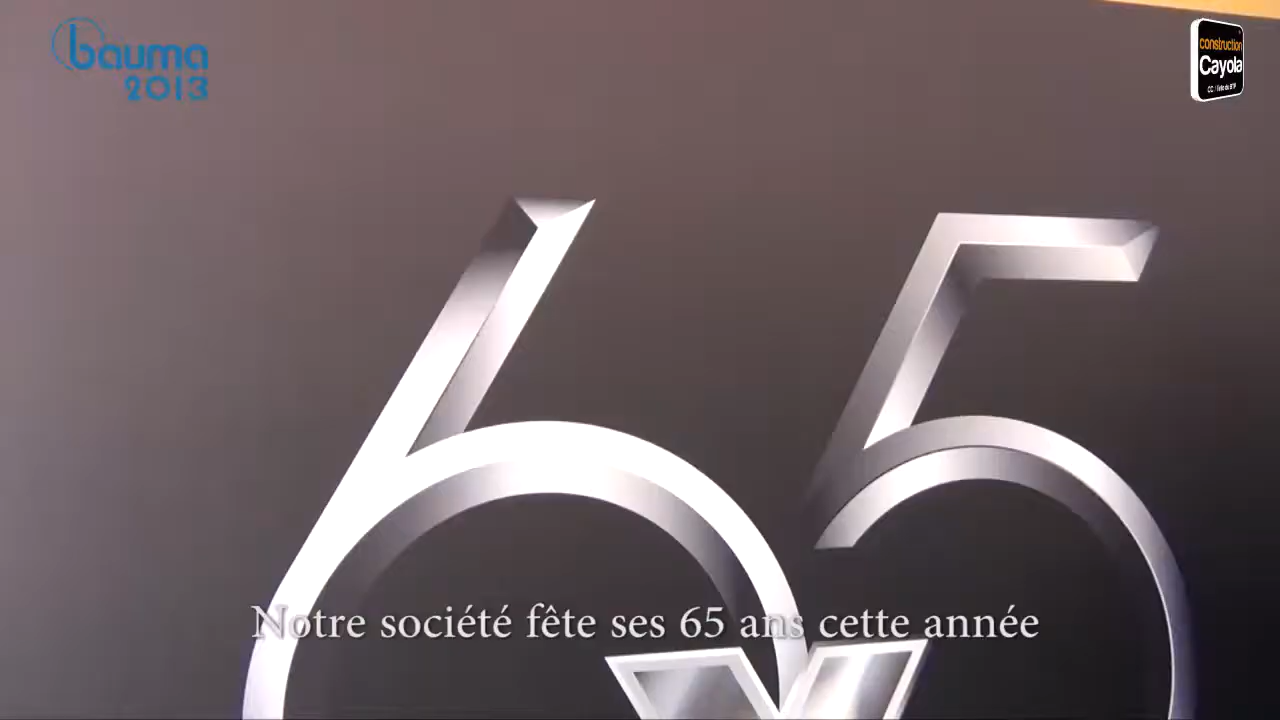 bauma
2013
construction
Cayola
65
Notre société fête ses 65 ans cette année